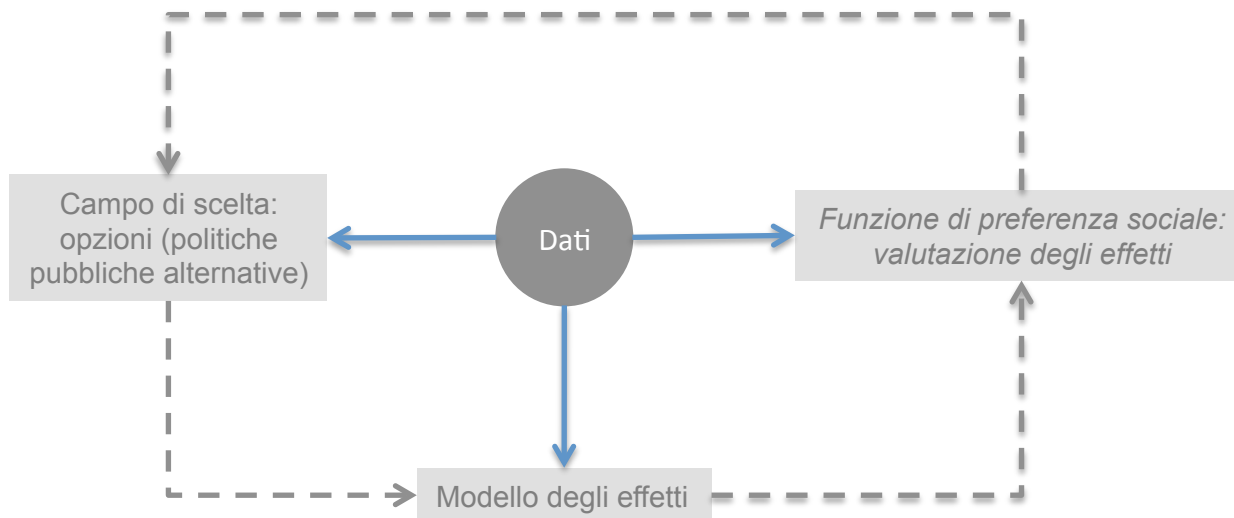 Campo di scelta:
opzioni (politiche
pubbliche alternative)
Dati
Funzione di preferenza sociale:
valutazione degli effetti
Modello degli effetti